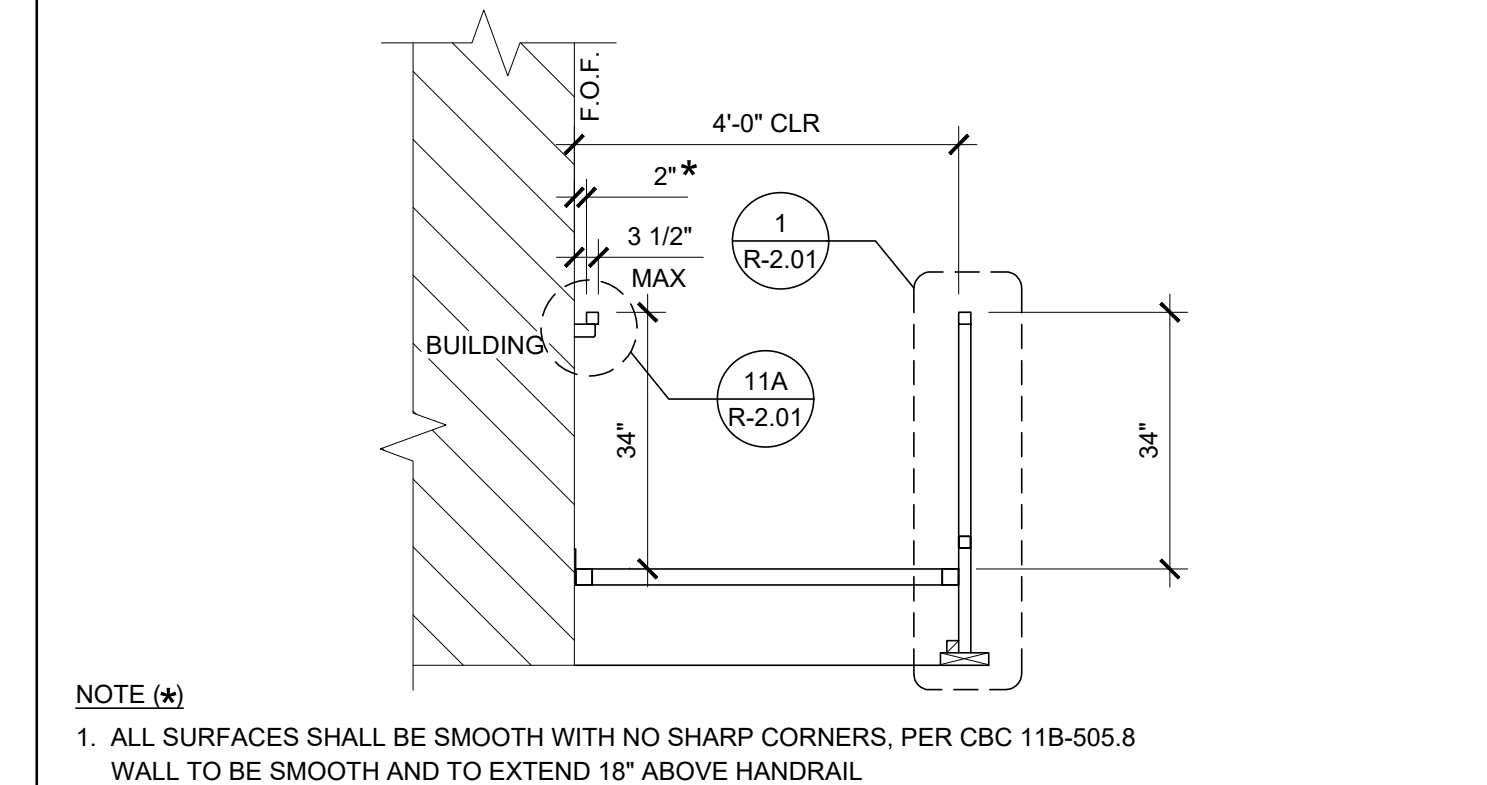 F.O.F.
4'-0" CLR
2"*
3 1/2"
MAX
1
R-2.01
BUILDING
11A
R-2.01
34"
34"
NOTE (*)
1. ALL SURFACES SHALL BE SMOOTH WITH NO SHARP CORNERS, PER CBC 11B-505.8
WALL TO BE SMOOTH AND TO EXTEND 18" ABOVE HANDRAIL